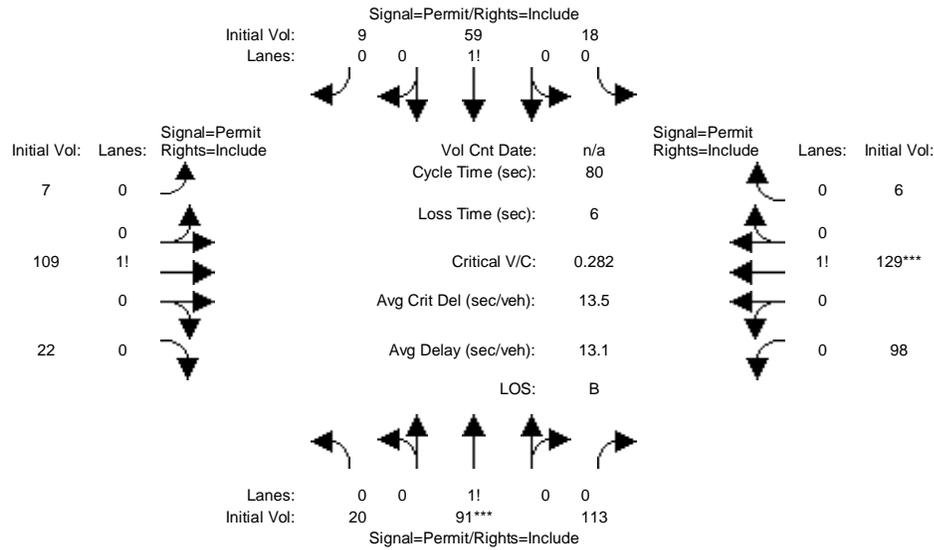 Signal=Permit/Rights=Include
Initial Vol: 9 59 18
Lanes: 0 0 1! 0 0
Signal=Permit
Initial Vol: Lanes: Rights=Include
Vol Cnt Date: n/a
Signal=Permit
Rights=Include Lanes: Initial Vol:
Cycle Time (sec): 80
7 0
0 6
Loss Time (sec): 6
0
0
109 1!
Critical V/C: 0.282
1! 129***
0
Avg Crit Del (sec/veh): 13.5
0
22 0
Avg Delay (sec/veh): 13.1
0 98
LOS: B
Lanes: 0 0 1! 0 0
Initial Vol: 20 91*** 113
Signal=Permit/Rights=Include